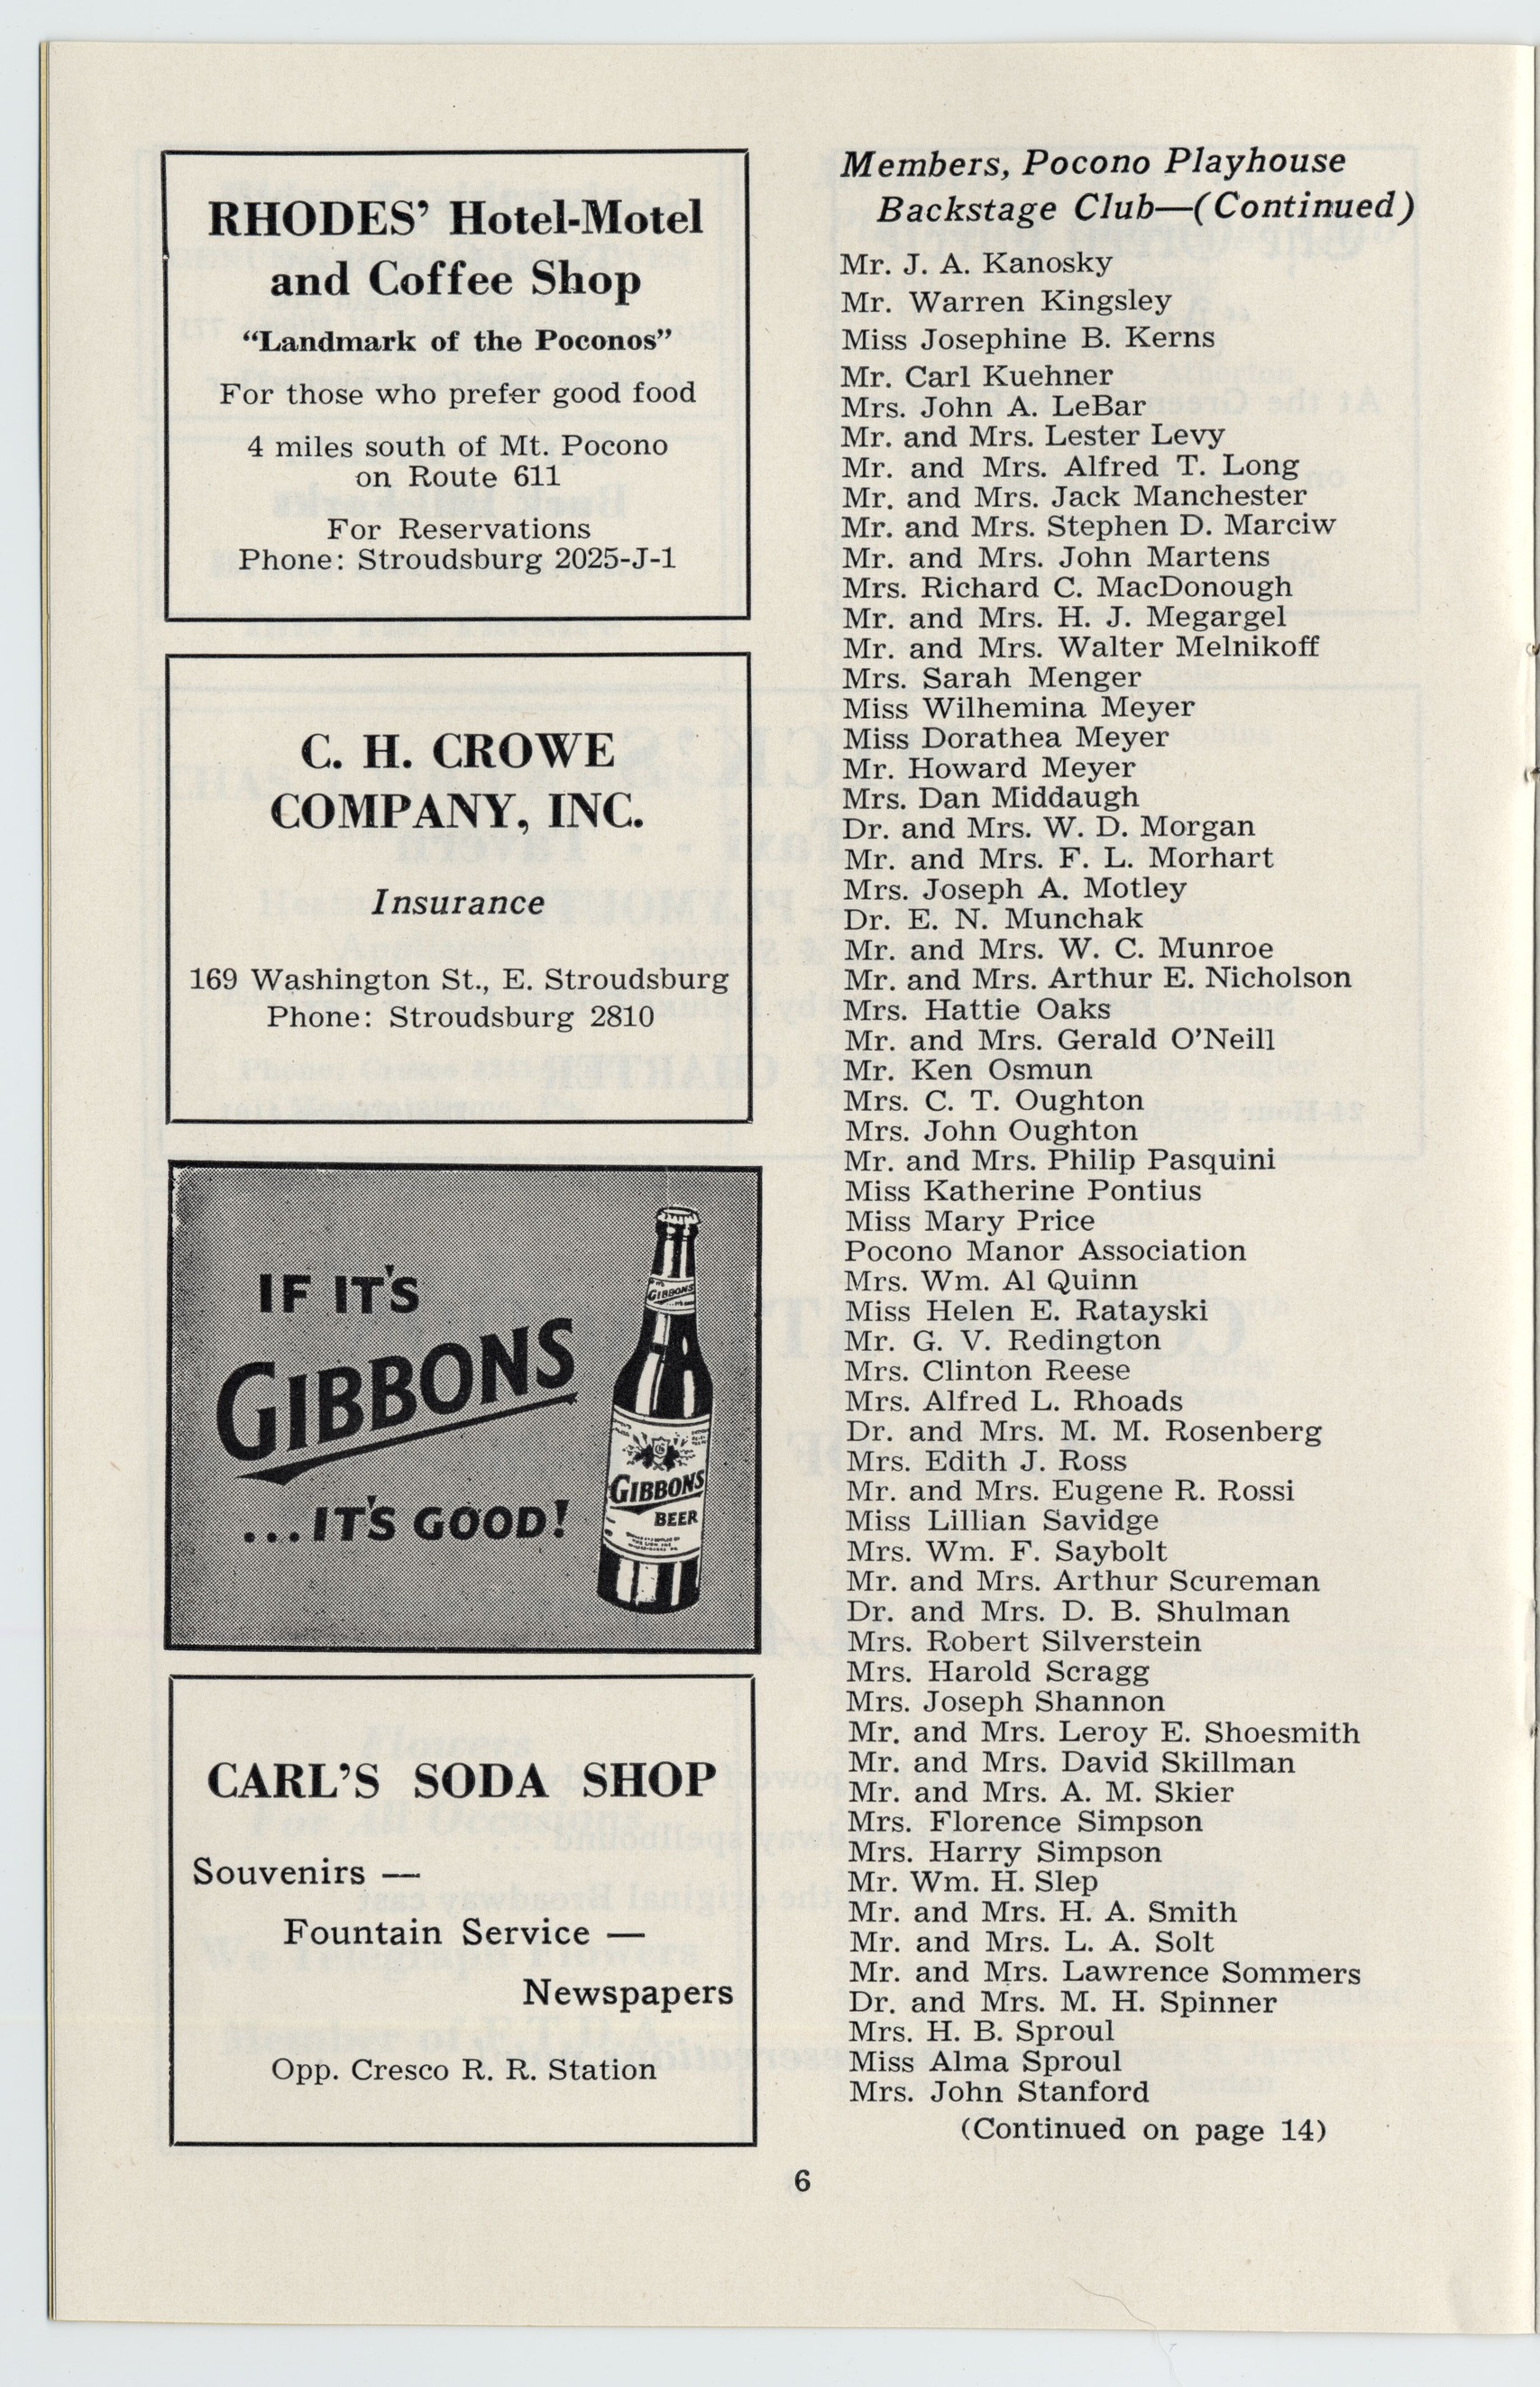 RHODES’ Hotel-Motel
and Coffee Shop
“Landmark of the Poconos”
For those who prefer good food
4 miles south of Mt. Pocono
on Route 611
For Reservations
Phone: Stroudsburg 2025-J-1
C. H. CROWE
COMPANY, INC.
Insurance
169 Washington St., E. Stroudsburg
Phone: Stroudsburg 2810
IF IT'S
GIBBONS
...IT'S GOOD!
GIBBONS
GIBBONS
BEER
CARL’S SODA SHOP
Souvenirs —
Fountain Service —
Newspapers
Opp. Cresco R. R. Station
Members, Pocono Playhouse
Backstage Club—(Continued)
Mr. J. A. Kanosky
Mr. Warren Kingsley
Miss Josephine B. Kerns
Mr. Carl Kuehner
Mrs. John A. LeBar
Mr. and Mrs. Lester Levy
Mr. and Mrs. Alfred T. Long
Mr. and Mrs. Jack Manchester
Mr. and Mrs. Stephen D. Marciw
Mr. and Mrs. John Martens
Mrs. Richard C. MacDonough
Mr. and Mrs. H. J. Megargel
Mr. and Mrs. Walter Melnikoff
Mrs. Sarah Menger
Miss Wilhemina Meyer
Miss Dorathea Meyer
Mr. Howard Meyer
Mrs. Dan Middaugh
Dr. and Mrs. W. D. Morgan
Mr. and Mrs. F. L. Morhart
Mrs. Joseph A. Motley
Dr. E. N. Munchak
Mr. and Mrs. W. C. Munroe
Mr. and Mrs. Arthur E. Nicholson
Mrs. Hattie Oaks
Mr. and Mrs. Gerald O’Neill
Mr. Ken Osmun
Mrs. C. T. Oughton
Mrs. John Oughton
Mr. and Mrs. Philip Pasquini
Miss Katherine Pontius
Miss Mary Price
Pocono Manor Association
Mrs. Wm. Al Quinn
Miss Helen E. Ratayski
Mr. G. V. Redington
Mrs. Clinton Reese
Mrs. Alfred L. Rhoads
Dr. and Mrs. M. M. Rosenberg
Mrs. Edith J. Ross
Mr. and Mrs. Eugene R. Rossi
Miss Lillian Savidge
Mrs. Wm. F. Saybolt
Mr. and Mrs. Arthur Scureman
Dr. and Mrs. D. B. Shulman
Mrs. Robert Silverstein
Mrs. Harold Scragg
Mrs. Joseph Shannon
Mr. and Mrs. Leroy E. Shoesmith
Mr. and Mrs. David Skillman
Mr. and Mrs. A. M. Skier
Mrs. Florence Simpson
Mrs. Harry Simpson
Mr. Wm. H. Slep
Mr. and Mrs. H. A. Smith
Mr. and Mrs. L. A. Solt
Mr. and Mrs. Lawrence Sommers
Dr. and Mrs. M. H. Spinner
Mrs. H. B. Sproul
Miss Alma Sproul
Mrs. John Stanford
(Continued on page 14)
6